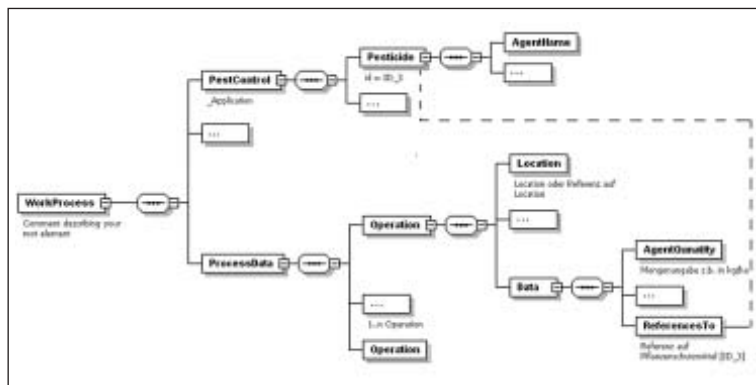 AgentName
Pesticide
id = ID_3
...
PestControl
_Application
...
...
Location
Location oder Referenz auf
Location
WorkProcess
Comment describing your
root element
Operation
...
ProcessData
AgentQunatity
Mengenangabe z.b. in kg/ha
Data
...
...
1..n Operation
ReferencesTo
Operation
Referenz auf
Pflanzenschutzmittel [ID_3]